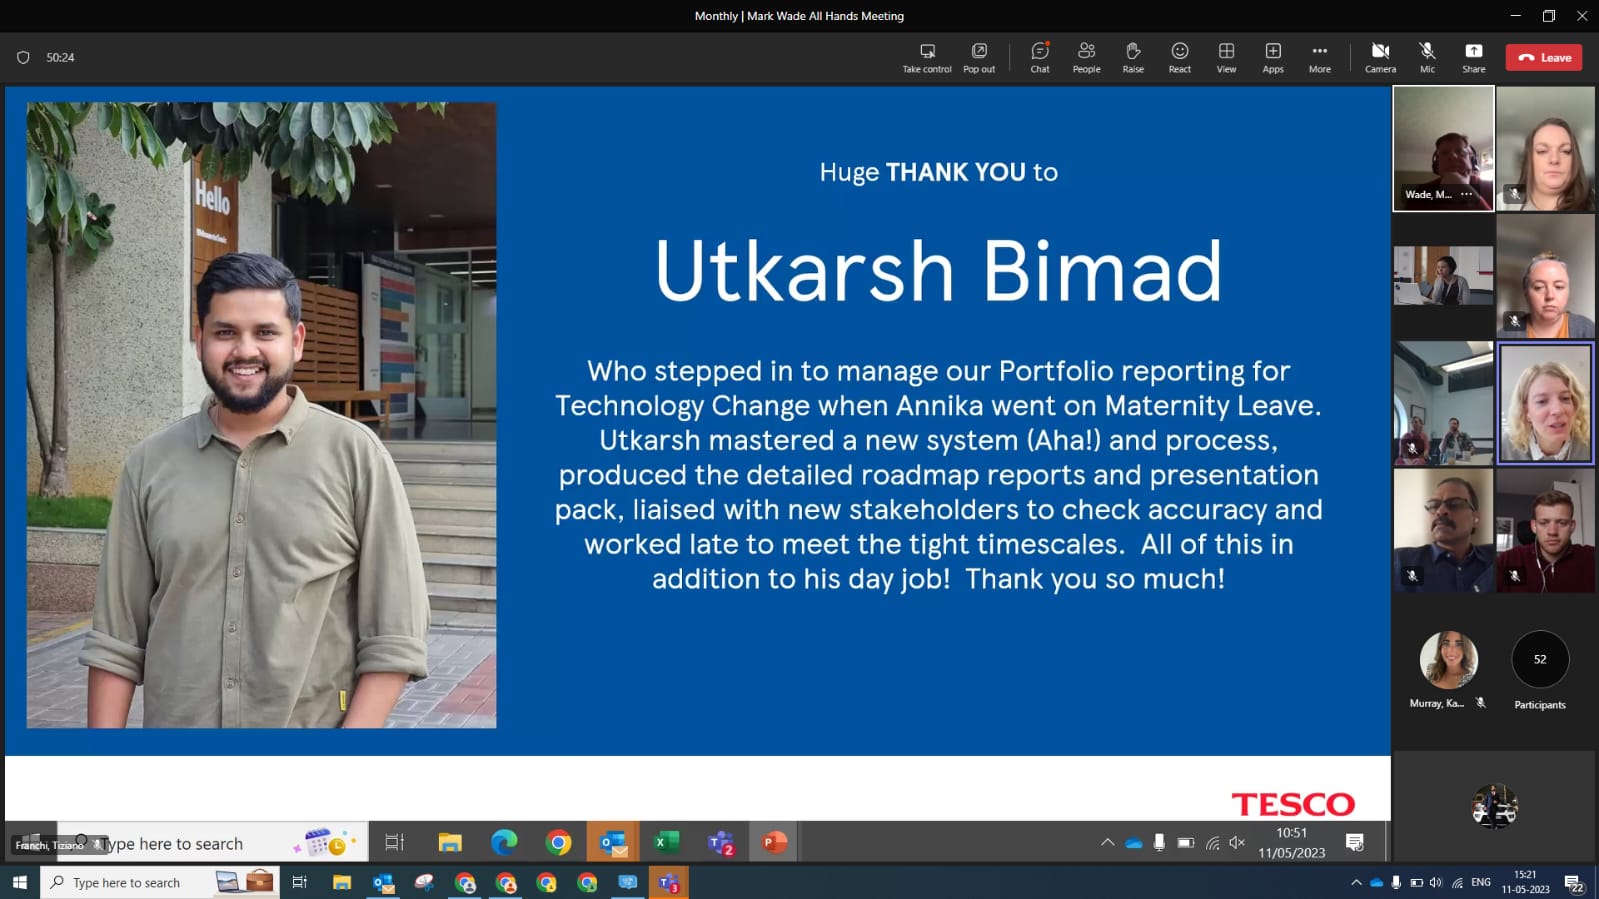 Monthly | Mark Wade All Hands Meeting
50:24
Take control
Pop out
Chat
People
Raise
React
View
Apps
More
Camera
Mic
Share
Leave
Hello
Huge THANK YOU to
Utkarsh Bimad
Who stepped in to manage our Portfolio reporting for
Technology Change when Annika went on Maternity Leave.
Utkarsh mastered a new system (Aha!) and process,
produced the detailed roadmap reports and presentation
pack, liaised with new stakeholders to check accuracy and
worked late to meet the tight timescales. All of this in
addition to his day job! Thank you so much!
TESCO
Wade, M...
Murray, Ka...
52
Participants
Franchi, Tiziano
Type here to search
2
10:51
11/05/2023
Type here to search
3
ENG
15:21
11-05-2023
22